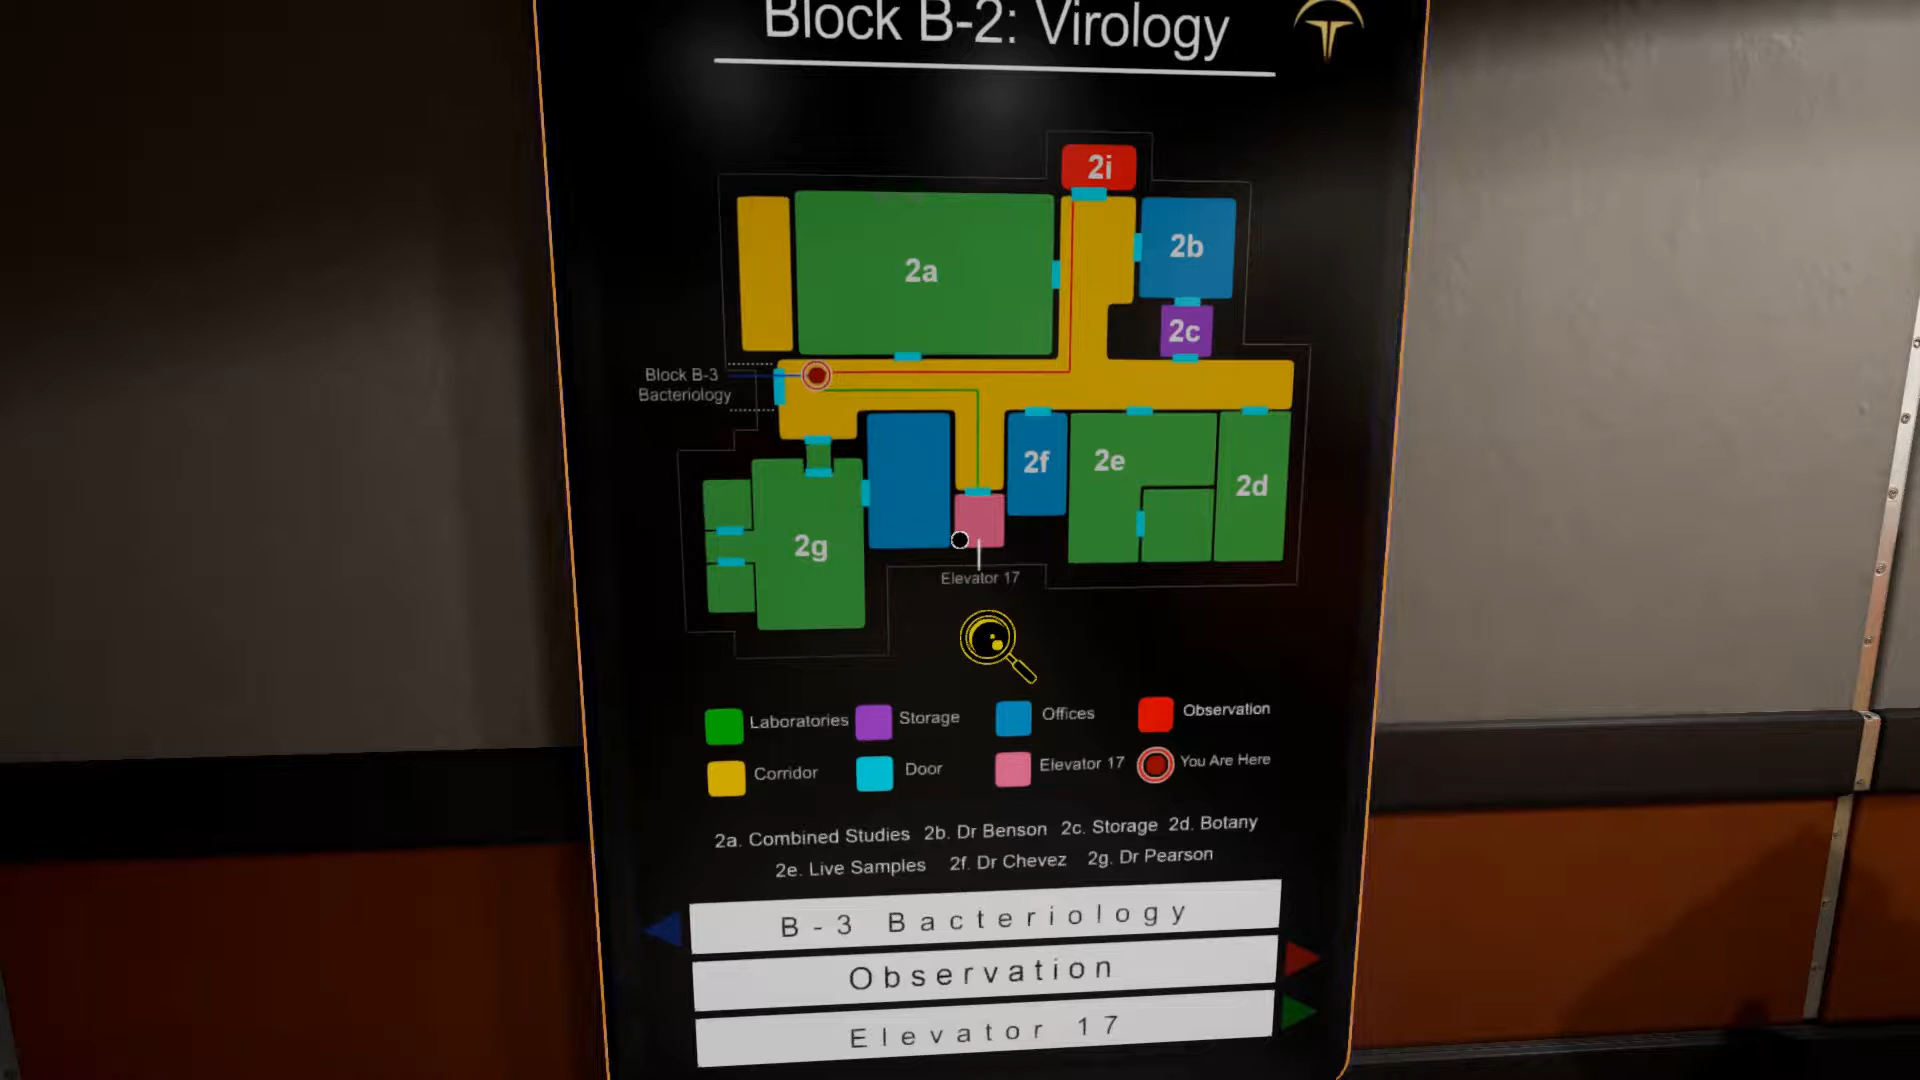 Block B-2: Virology
2i
2a
2b
2c
Block B-3
Bacteriology
2f
2e
2d
2g
Elevator 17
Laboratories
Storage
Offices
Observation
Corridor
Door
Elevator 17
You Are Here
2a. Combined Studies 2b. Dr Benson 2c. Storage 2d. Botany
2e. Live Samples 2f. Dr Chevez 2g. Dr Pearson
B-3 Bacteriology
Observation
Elevator 17